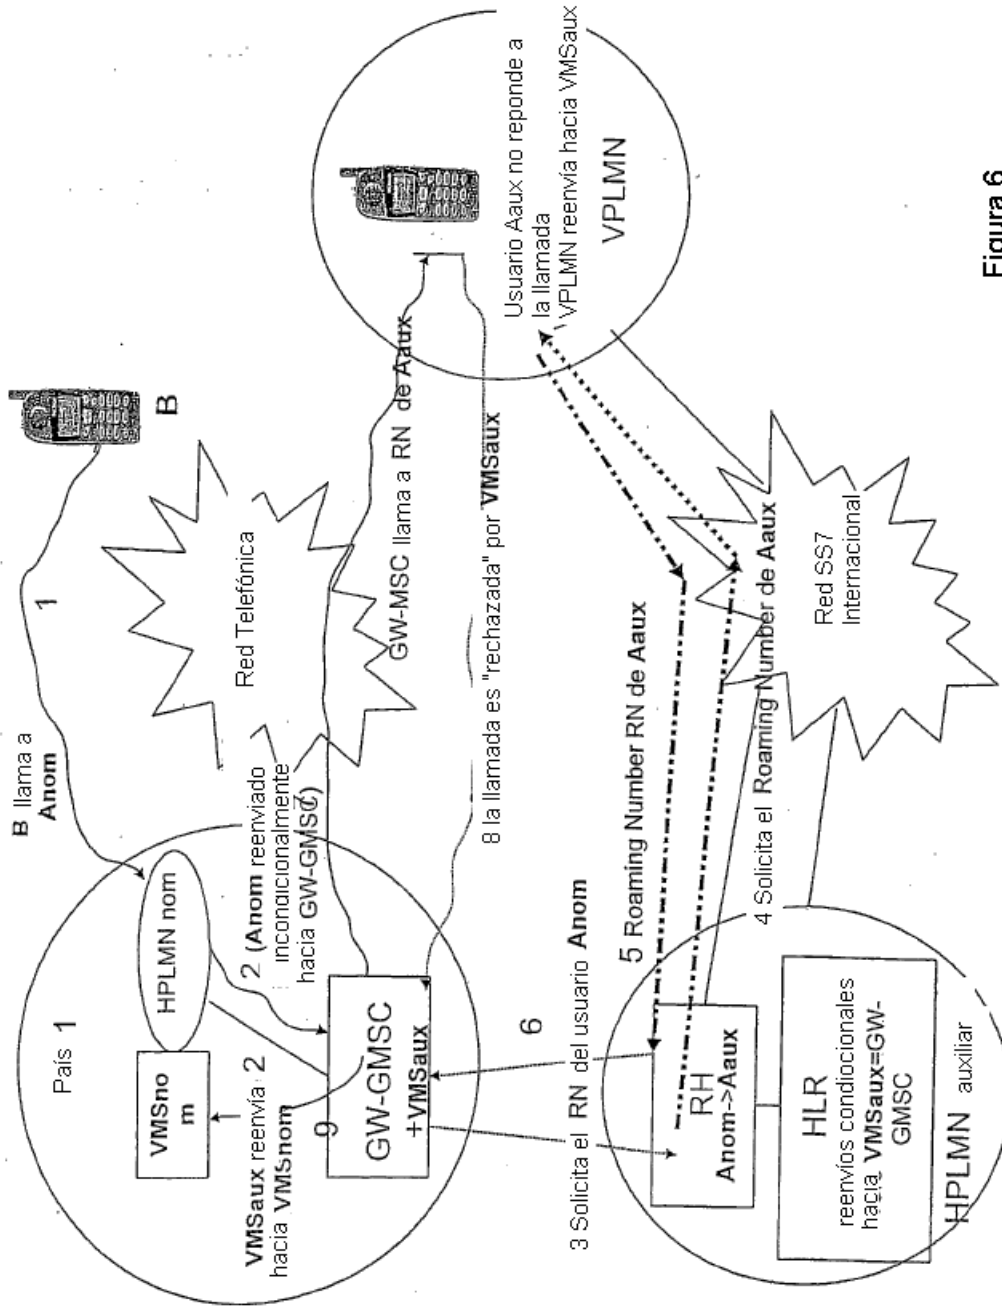 B llama a
Anom
1
B
País 1
HPLMN nom
VMSno
m
VMSaux reenvía 2
hacia VMSnom
9
GW-GMSC
+VMSaux
2 (Anom reenviado
incondicionalmente
hacia GW-GMSC)
7
Red Telefónica
GW-MSC llama a RN de Aaux
8 la llamada es "rechazada" por VMSaux
Usuario Aaux no reponde a
la llamada
VPLMN reenvía hacia VMSaux
VPLMN
3 Solicita el RN del usuario Anom
6
5 Roaming Number RN de Aaux
4 Solicita el Roaming Number de Aaux
Red SS7
Internacional
RH
Anom->Aaux
HLR
reenvíos condiocionales
hacia VMSaux=GW-
GMSC
HPLMN auxiliar
Figura 6